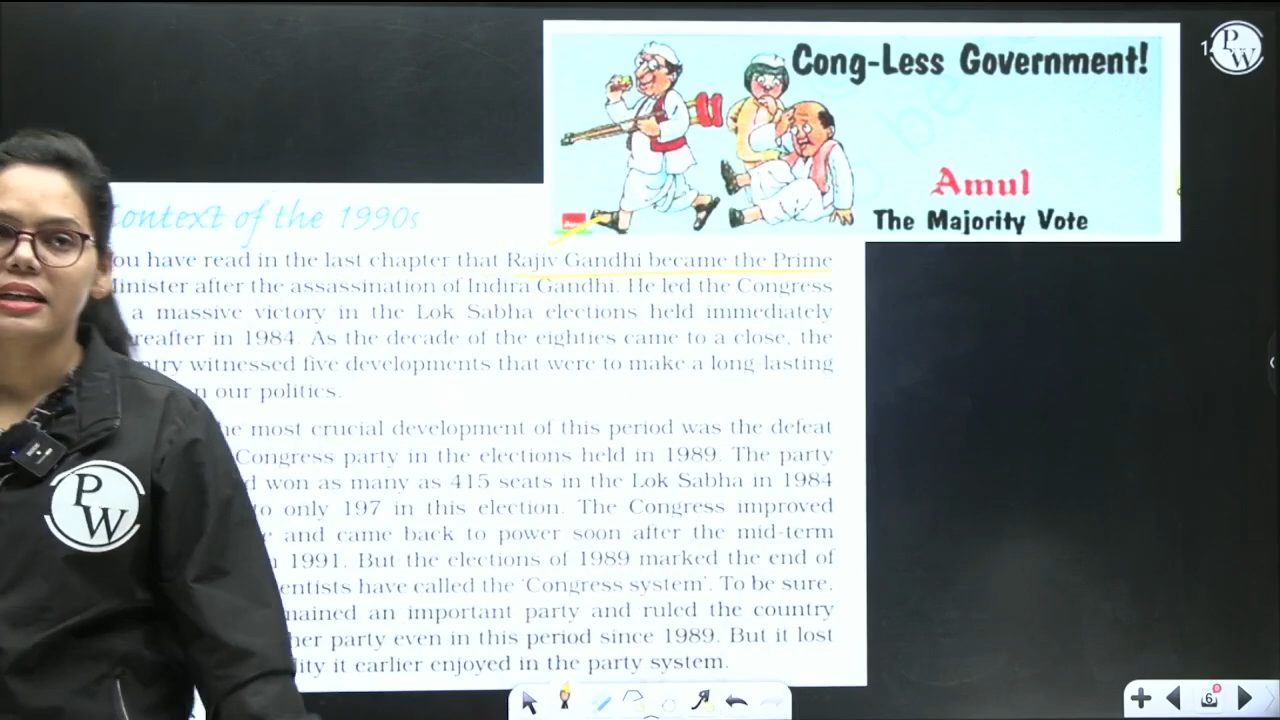 Cong-Less Government!
Amul
The Majority Vote
PW
Context of the 1990s
you have read in the last chapter that Rajiv Gandhi became the Prime
Minister after the assassination of Indira Gandhi. He led the Congress
a massive victory in the Lok Sabha elections held immediately
reafter in 1984. As the decade of the eighties came to a close, the
ntry witnessed five developments that were to make a long-lasting
n our politics.
he most crucial development of this period was the defeat
Congress party in the elections held in 1989. The party
d won as many as 415 seats in the Lok Sabha in 1984
to only 197 in this election. The Congress improved
e and came back to power soon after the mid-term
n 1991. But the elections of 1989 marked the end of
entists have called the 'Congress system'. To be sure,
mained an important party and ruled the country
her party even in this period since 1989. But it lost
lity it earlier enjoyed in the party system.
PW
6